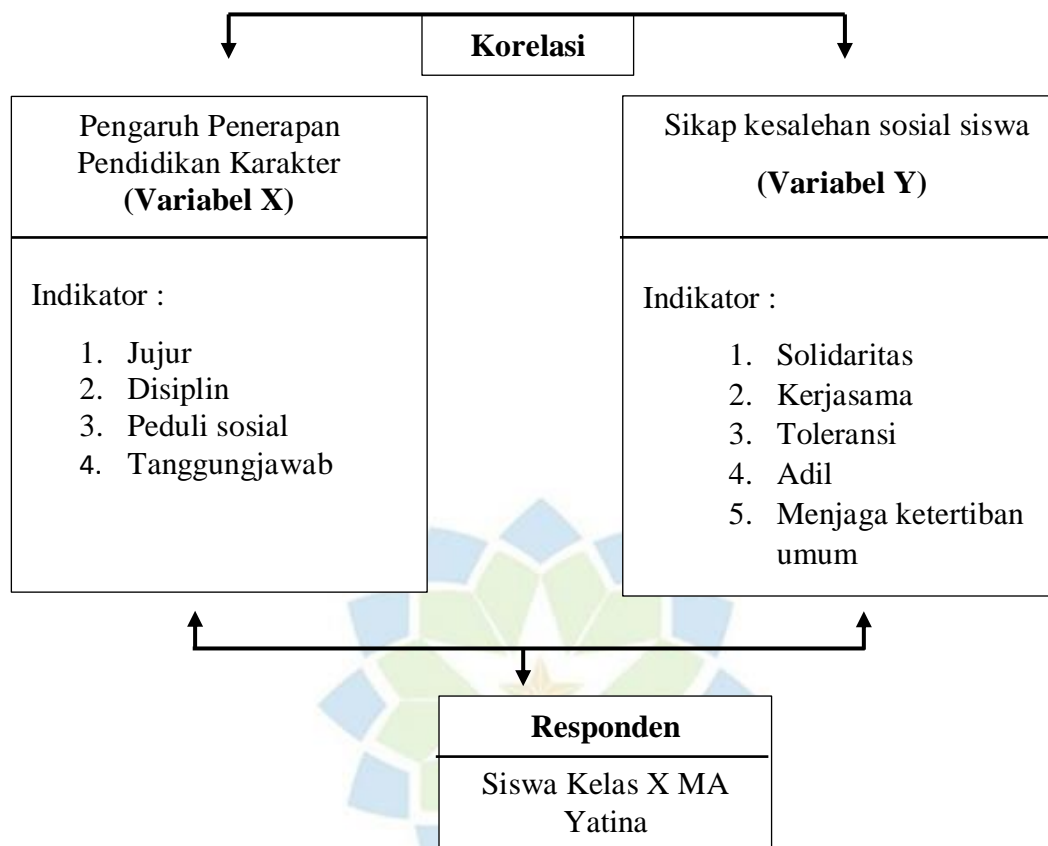 Korelasi
Pengaruh Penerapan
Pendidikan Karakter
(Variabel X)
Indikator :
1. Jujur
2. Disiplin
3. Peduli sosial
4. Tanggungjawab
Sikap kesalehan sosial siswa
(Variabel Y)
Indikator :
1. Solidaritas
2. Kerjasama
3. Toleransi
4. Adil
5. Menjaga ketertiban
umum
Responden
Siswa Kelas X MA
Yatina